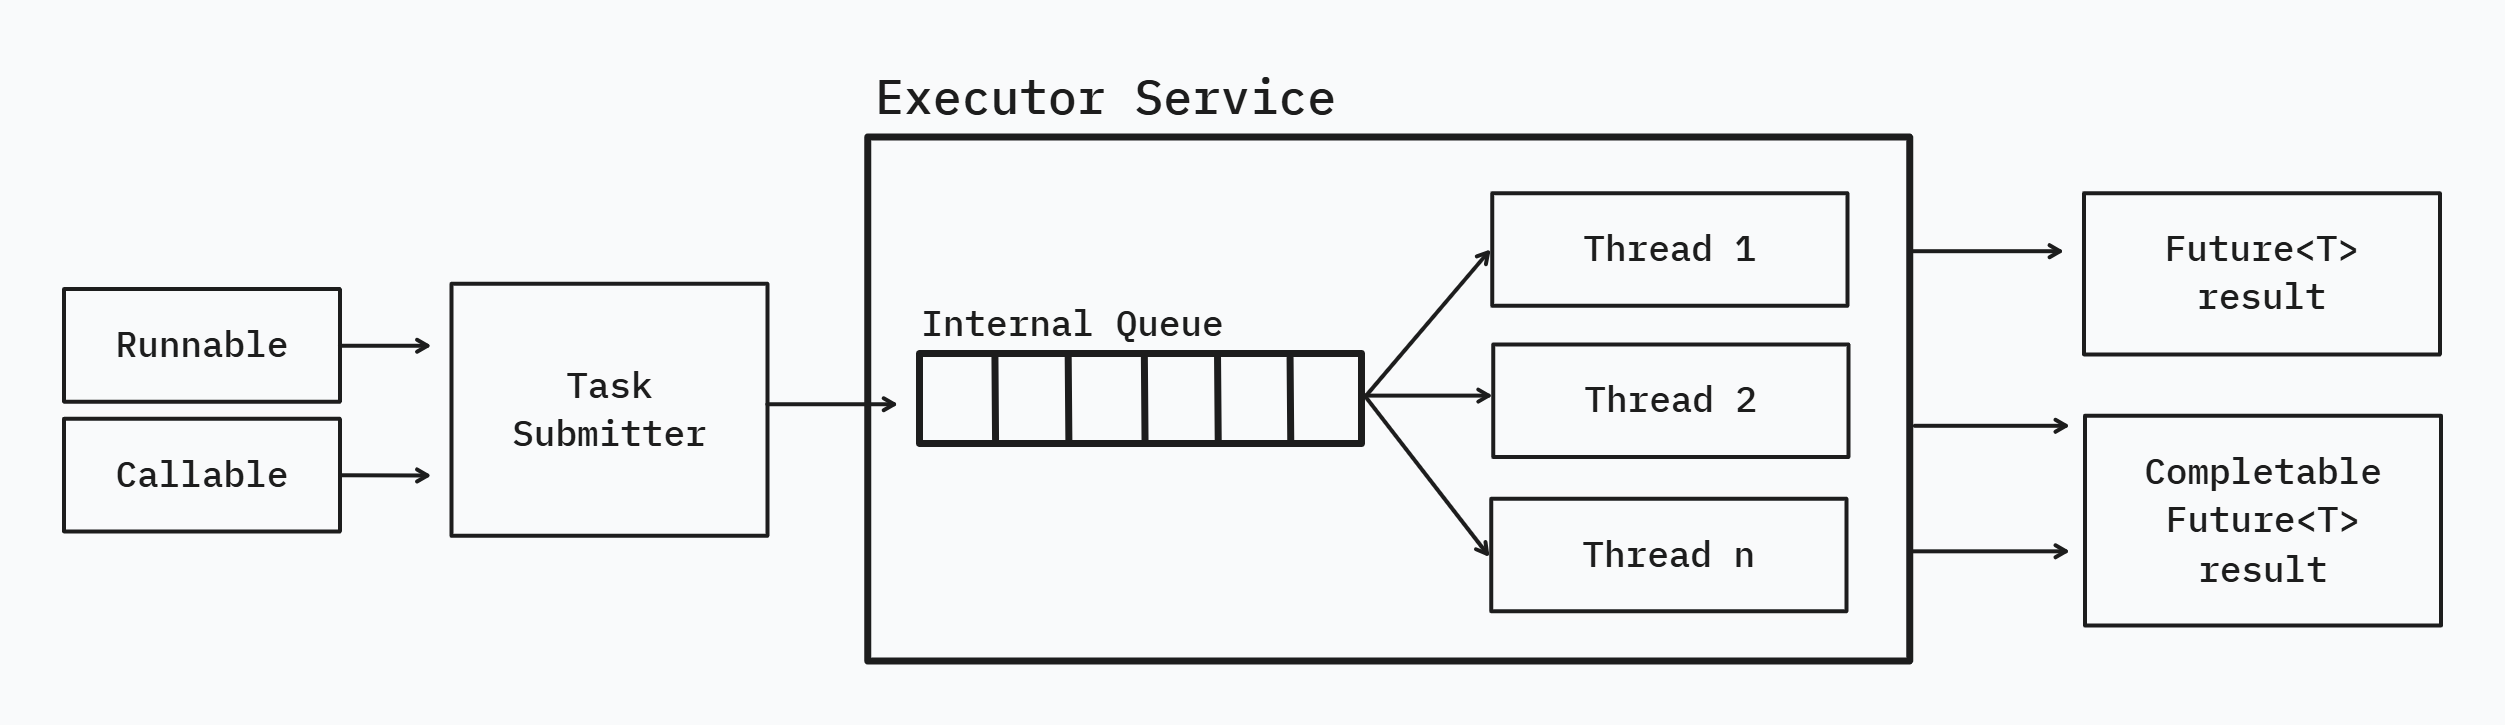 Executor Service
Runnable
Callable
Task
Submitter
Internal Queue
Thread 1
Thread 2
Thread n
Future<T>
result
Completable
Future<T>
result